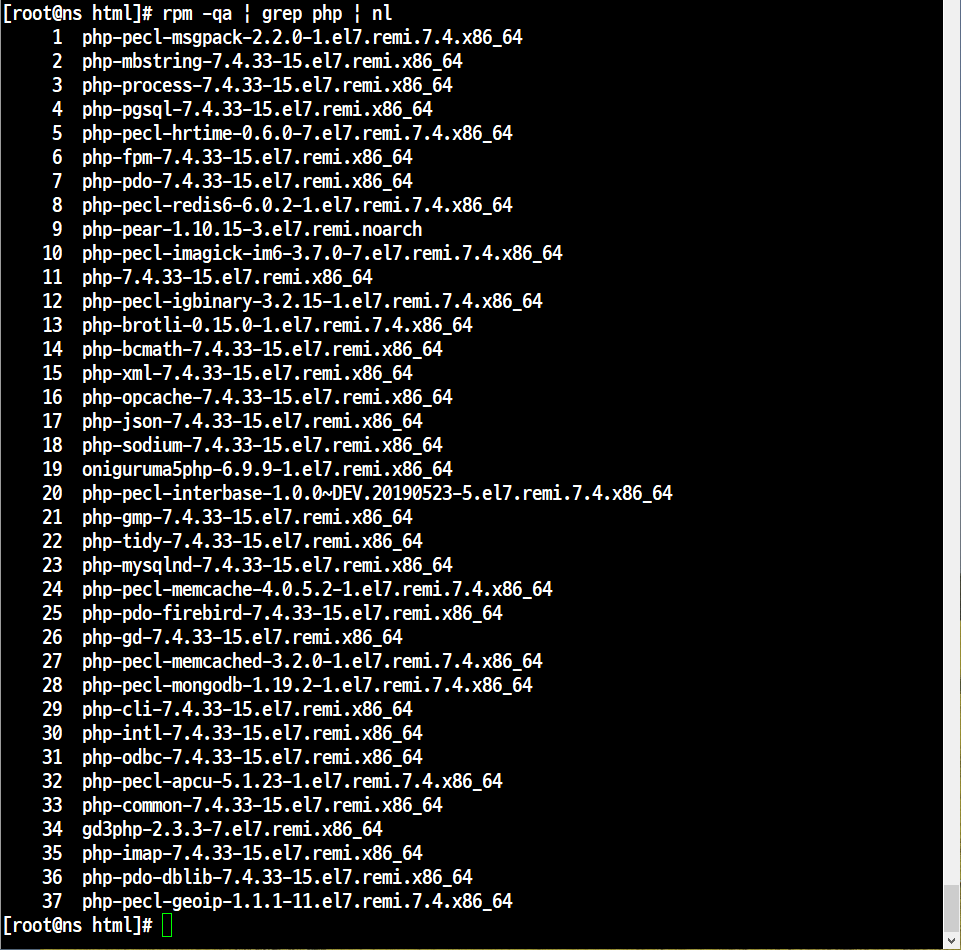 [root@ns html]# rpm -qa | grep php | nl
1 php-pecl-msgpack-2.2.0-1.el7.remi.7.4.x86_64
2 php-mbstring-7.4.33-15.el7.remi.x86_64
3 php-process-7.4.33-15.el7.remi.x86_64
4 php-pgsql-7.4.33-15.el7.remi.x86_64
5 php-pecl-hrtime-0.6.0-7.el7.remi.7.4.x86_64
6 php-fpm-7.4.33-15.el7.remi.x86_64
7 php-pdo-7.4.33-15.el7.remi.x86_64
8 php-pecl-redis6-6.0.2-1.el7.remi.7.4.x86_64
9 php-pear-1.10.15-3.el7.remi.noarch
10 php-pecl-imagick-im6-3.7.0-7.el7.remi.7.4.x86_64
11 php-7.4.33-15.el7.remi.x86_64
12 php-pecl-igbinary-3.2.15-1.el7.remi.7.4.x86_64
13 php-brotli-0.15.0-1.el7.remi.7.4.x86_64
14 php-bcmath-7.4.33-15.el7.remi.x86_64
15 php-xml-7.4.33-15.el7.remi.x86_64
16 php-opcache-7.4.33-15.el7.remi.x86_64
17 php-json-7.4.33-15.el7.remi.x86_64
18 php-sodium-7.4.33-15.el7.remi.x86_64
19 oniguruma5php-6.9.9-1.el7.remi.x86_64
20 php-pecl-interbase-1.0.0~DEV.20190523-5.el7.remi.7.4.x86_64
21 php-gmp-7.4.33-15.el7.remi.x86_64
22 php-tidy-7.4.33-15.el7.remi.x86_64
23 php-mysqlnd-7.4.33-15.el7.remi.x86_64
24 php-pecl-memcache-4.0.5.2-1.el7.remi.7.4.x86_64
25 php-pdo-firebird-7.4.33-15.el7.remi.x86_64
26 php-gd-7.4.33-15.el7.remi.x86_64
27 php-pecl-memcached-3.2.0-1.el7.remi.7.4.x86_64
28 php-pecl-mongodb-1.19.2-1.el7.remi.7.4.x86_64
29 php-cli-7.4.33-15.el7.remi.x86_64
30 php-intl-7.4.33-15.el7.remi.x86_64
31 php-odbc-7.4.33-15.el7.remi.x86_64
32 php-pecl-apcu-5.1.23-1.el7.remi.7.4.x86_64
33 php-common-7.4.33-15.el7.remi.x86_64
34 gd3php-2.3.3-7.el7.remi.x86_64
35 php-imap-7.4.33-15.el7.remi.x86_64
36 php-pdo-dblib-7.4.33-15.el7.remi.x86_64
37 php-pecl-geoip-1.1.1-11.el7.remi.7.4.x86_64
[root@ns html]#